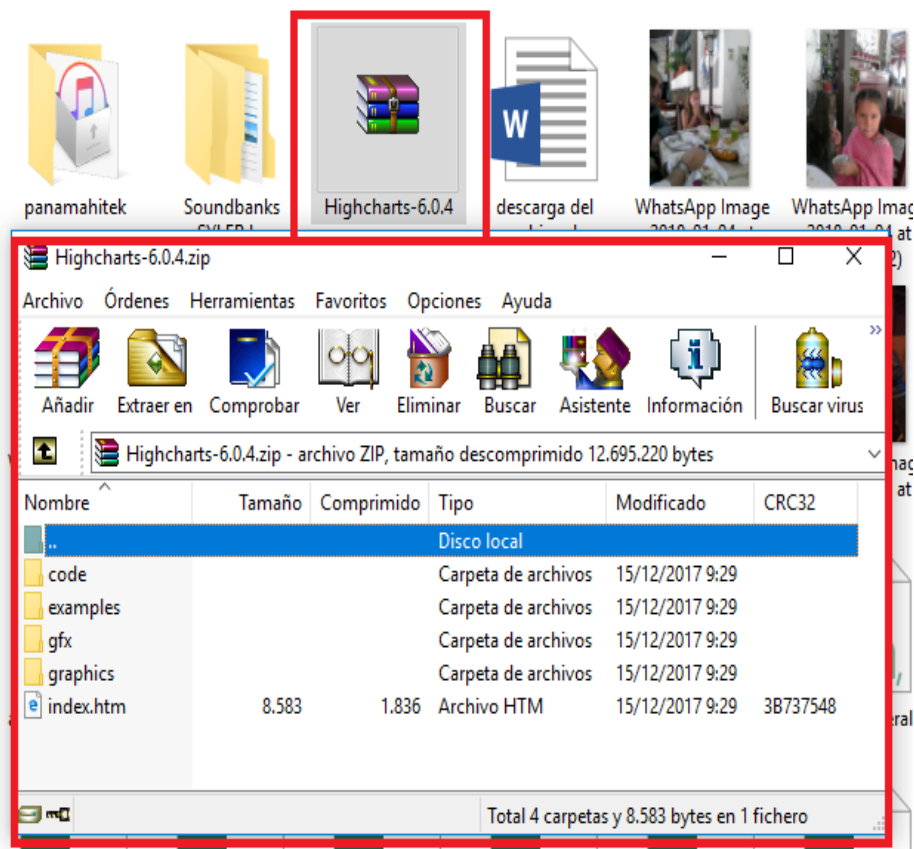 panamahitek
Soundbanks
Highcharts-6.0.4
descarga del
WhatsApp Image
WhatsApp Imag
at
2)
Highcharts-6.0.4.zip
Archivo Órdenes Herramientas Favoritos Opciones Ayuda
Añadir Extraer en Comprobar Ver Eliminar Buscar Asistente Información Buscar virus
Highcharts-6.0.4.zip - archivo ZIP, tamaño descomprimido 12.695.220 bytes
at
Nombre Tamaño Comprimido Tipo Modificado CRC32
.. Disco local
code Carpeta de archivos 15/12/2017 9:29
examples Carpeta de archivos 15/12/2017 9:29
gfx Carpeta de archivos 15/12/2017 9:29
graphics Carpeta de archivos 15/12/2017 9:29
index.htm 8.583 1.836 Archivo HTM 15/12/2017 9:29 3B737548
Total 4 carpetas y 8.583 bytes en 1 fichero